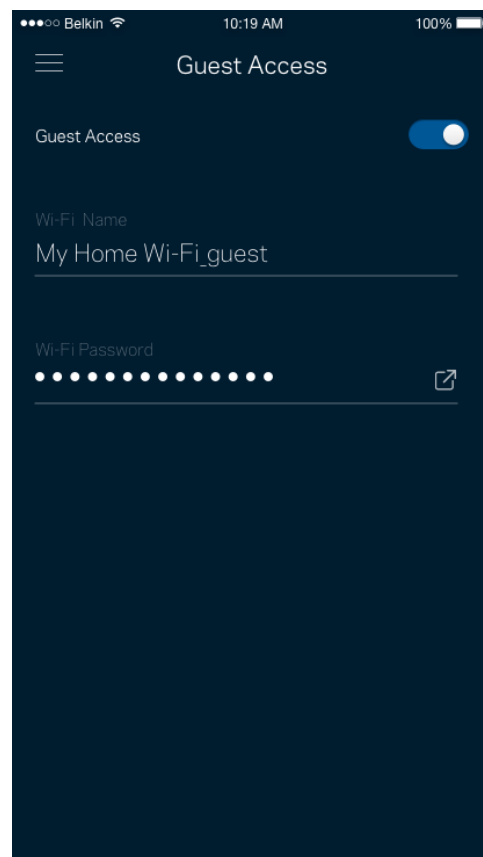 Belkin 10:19 AM 100%
Guest Access
Guest Access
Wi-Fi Name
My Home Wi-Fi_guest
Wi-Fi Password
••••••••••••••